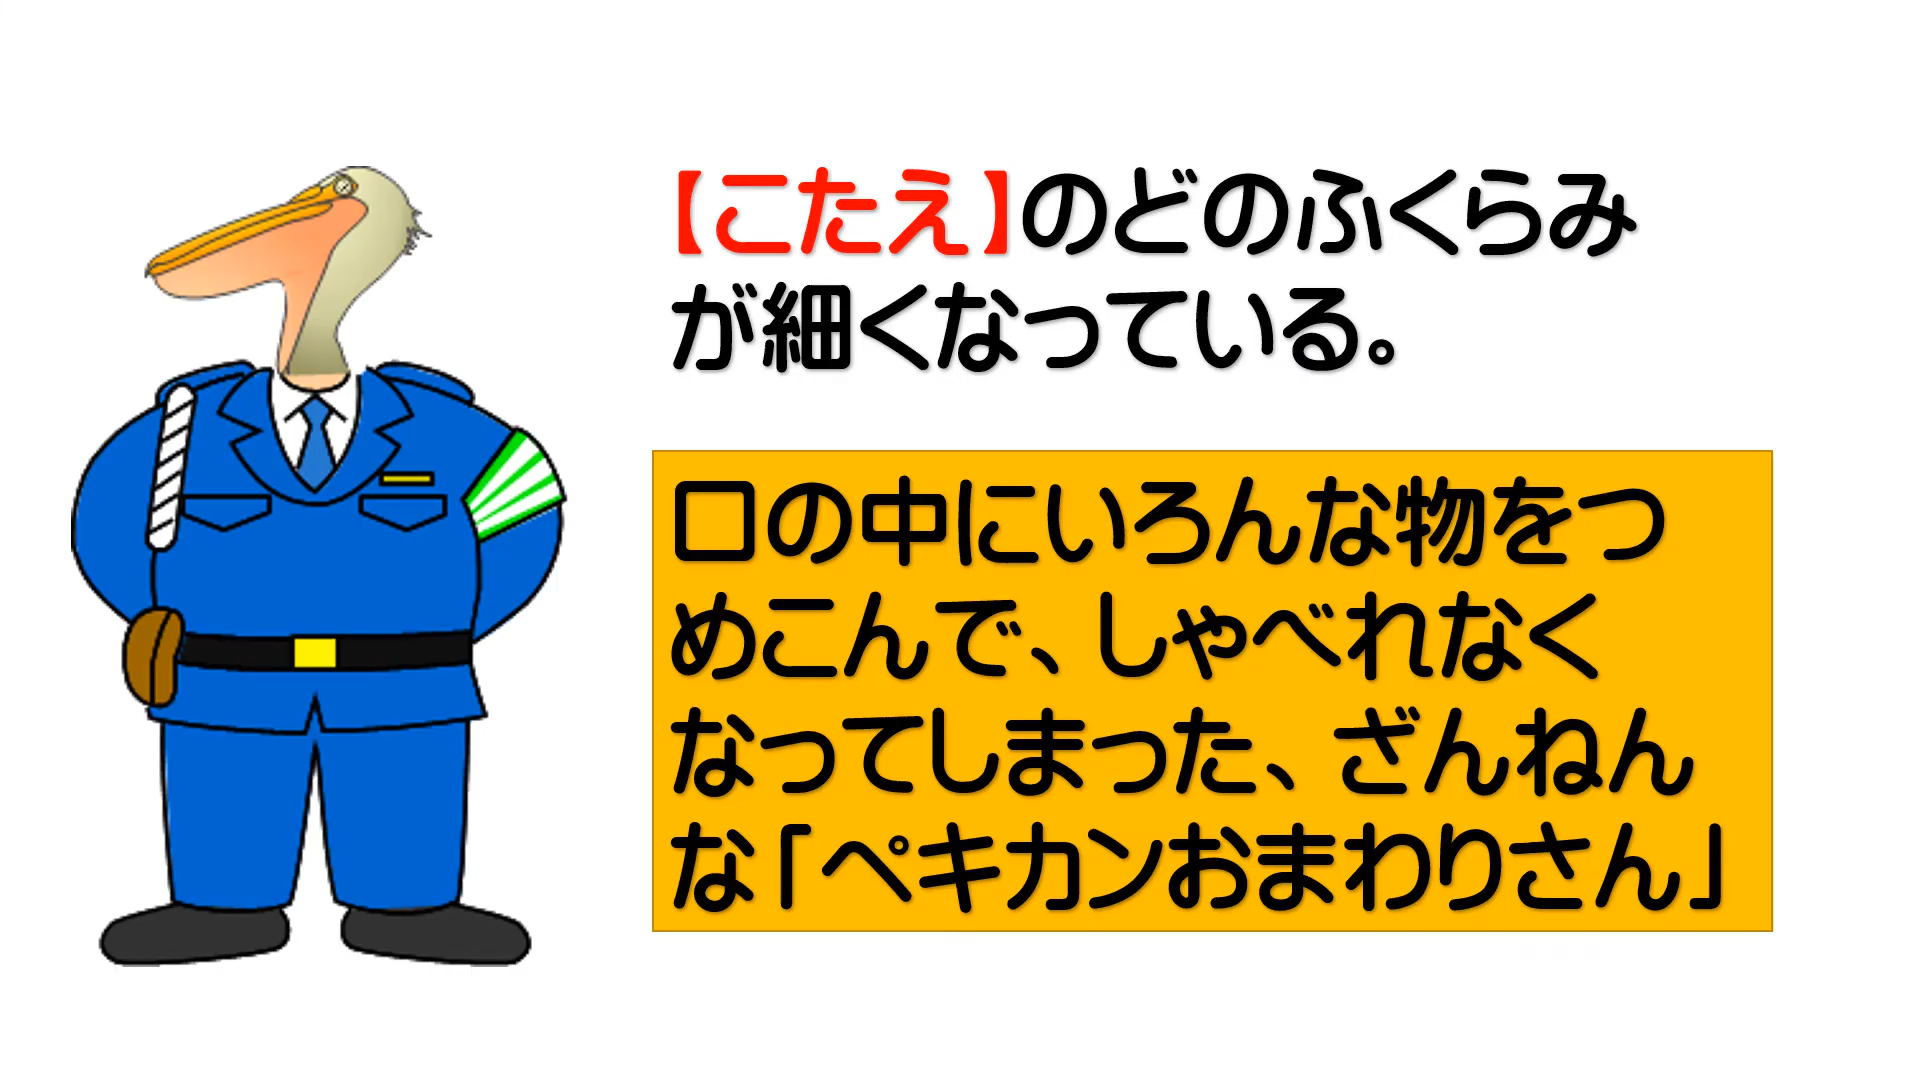 【こたえ】のどのふくらみ
が細くなっている。
口の中にいろんな物をつ
めこんで、しゃべれなく
なってしまった、ざんねん
な「ペキカンおまわりさん」